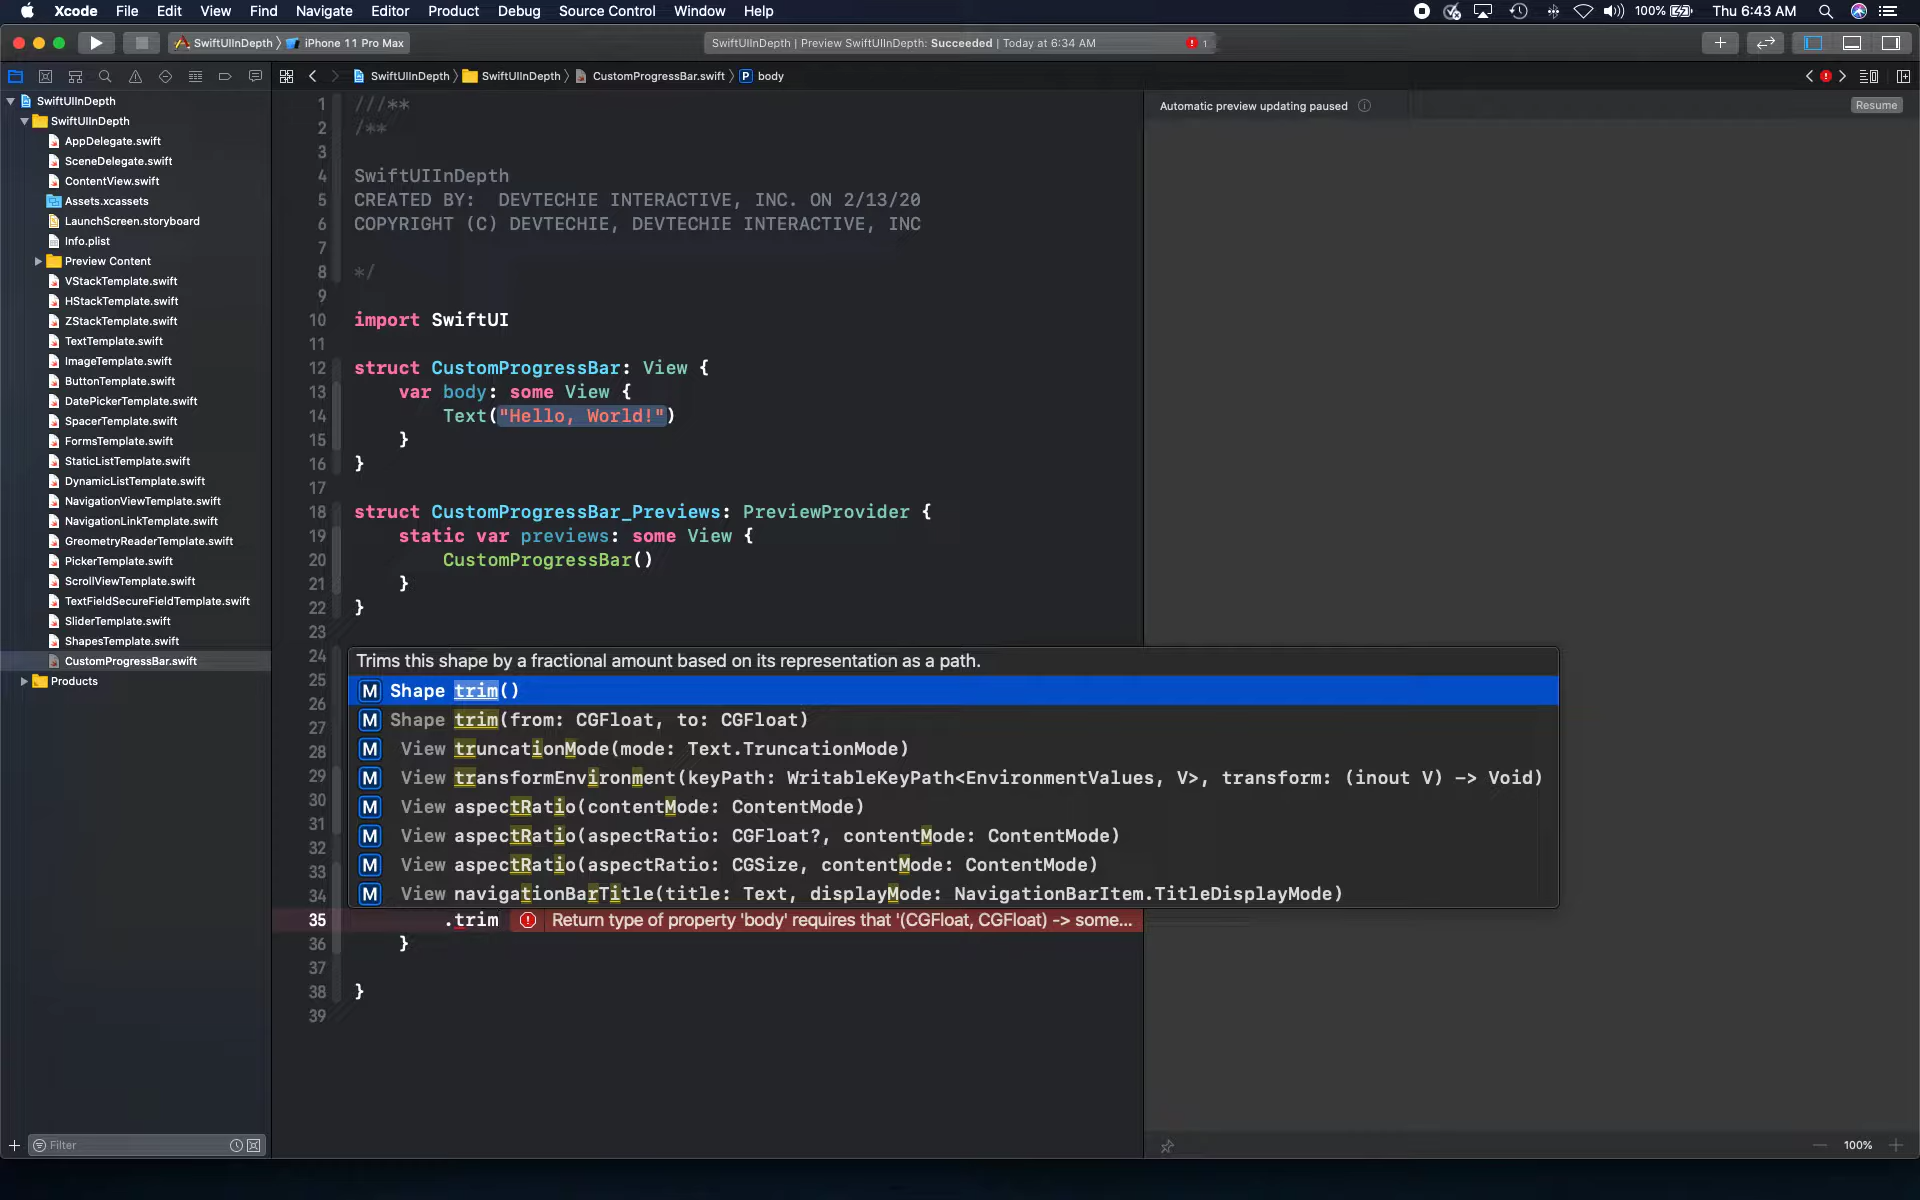 Xcode File Edit View Find Navigate Editor Product Debug Source Control Window Help 100% Thu 6:43 AM
SwiftUIInDepth iPhone 11 Pro Max SwiftUIInDepth | Preview SwiftUIInDepth: Succeeded | Today at 6:34 AM 1
SwiftUIInDepth SwiftUIInDepth CustomProgressBar.swift P body
SwiftUIInDepth
SwiftUIInDepth
AppDelegate.swift
SceneDelegate.swift
ContentView.swift
Assets.xcassets
LaunchScreen.storyboard
Info.plist
Preview Content
VStackTemplate.swift
HStackTemplate.swift
ZStackTemplate.swift
TextTemplate.swift
ImageTemplate.swift
ButtonTemplate.swift
DatePickerTemplate.swift
SpacerTemplate.swift
FormsTemplate.swift
StaticListTemplate.swift
DynamicListTemplate.swift
NavigationViewTemplate.swift
NavigationLinkTemplate.swift
GreometryReaderTemplate.swift
PickerTemplate.swift
ScrollViewTemplate.swift
TextFieldSecureFieldTemplate.swift
SliderTemplate.swift
ShapesTemplate.swift
CustomProgressBar.swift
Products
Filter
1 ///**
2 /**
3
4 SwiftUIInDepth
5 CREATED BY: DEVTECHIE INTERACTIVE, INC. ON 2/13/20
6 COPYRIGHT (C) DEVTECHIE, DEVTECHIE INTERACTIVE, INC
7
8 */
9
10 import SwiftUI
11
12 struct CustomProgressBar: View {
13 var body: some View {
14 Text("Hello, World!")
15 }
16 }
17
18 struct CustomProgressBar_Previews: PreviewProvider {
19 static var previews: some View {
20 CustomProgressBar()
21 }
22 }
23
24
25
26
27
28
29
30
31
32
33
34
Trims this shape by a fractional amount based on its representation as a path.
M Shape trim()
M Shape trim(from: CGFloat, to: CGFloat)
M View truncationMode(mode: Text.TruncationMode)
M View transformEnvironment(keyPath: WritableKeyPath<EnvironmentValues, V>, transform: (inout V) -> Void)
M View aspectRatio(contentMode: ContentMode)
M View aspectRatio(aspectRatio: CGFloat?, contentMode: ContentMode)
M View aspectRatio(aspectRatio: CGSize, contentMode: ContentMode)
M View navigationBarTitle(title: Text, displayMode: NavigationBarItem.TitleDisplayMode)
35 .trim Return type of property 'body' requires that '(CGFloat, CGFloat) -> some...
36 }
37
38 }
39
Automatic preview updating paused Resume
100%